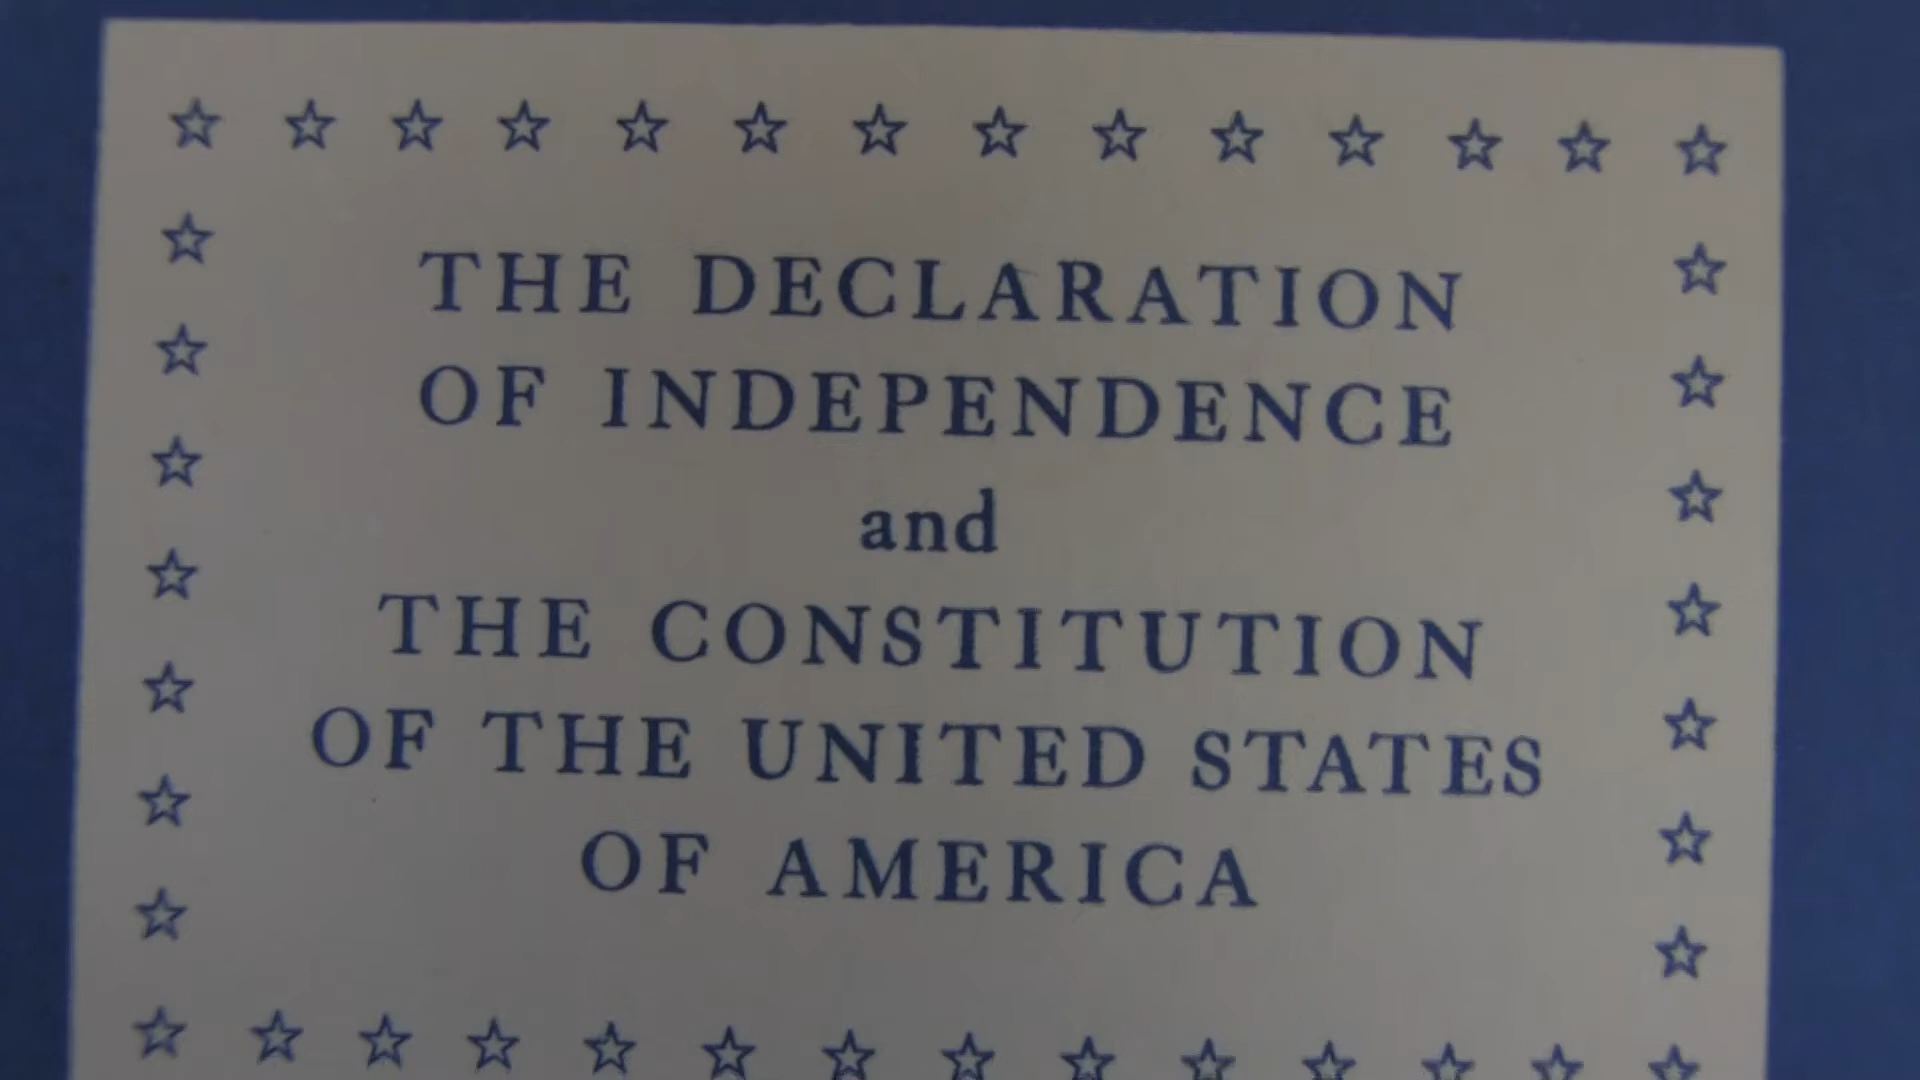 THE DECLARATION
OF INDEPENDENCE
and
THE CONSTITUTION
OF THE UNITED STATES
OF AMERICA